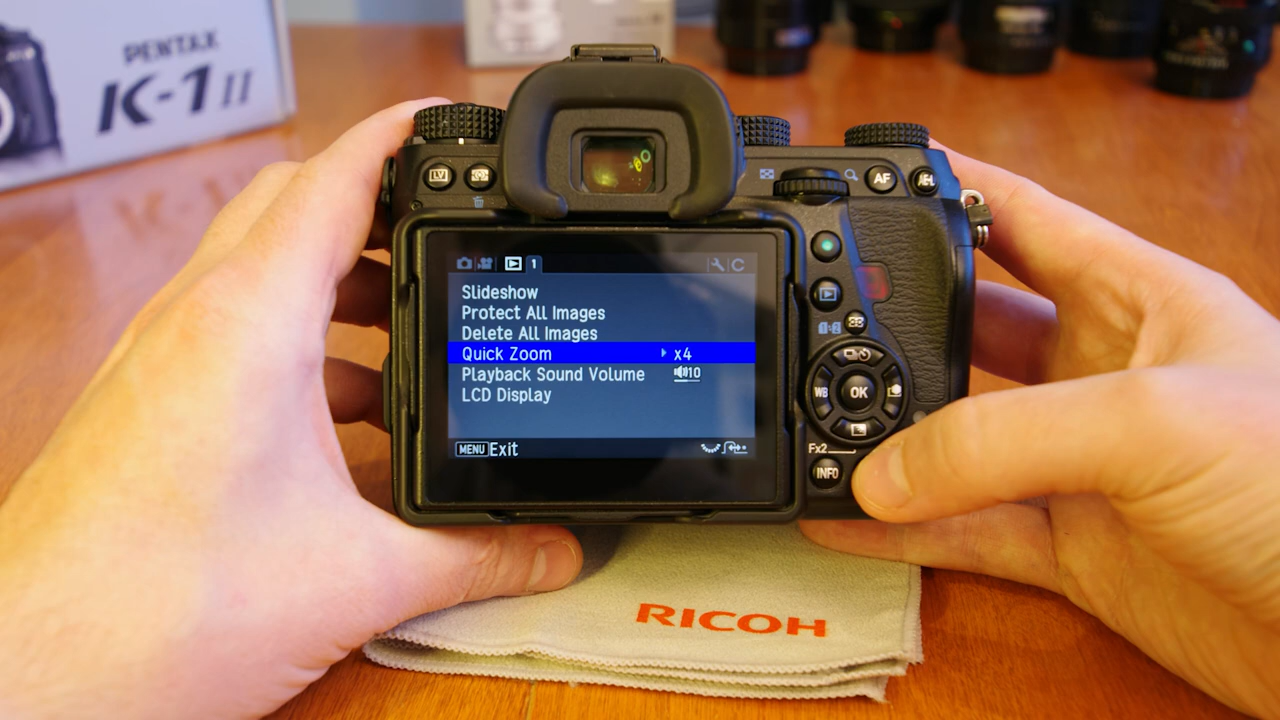 PENTAX
K-1 II
LV
AF
AE-L
1
C
Slideshow
Protect All Images
Delete All Images
Quick Zoom x4
Playback Sound Volume 10
LCD Display
MENU Exit
WB
OK
Fx2
INFO
RICOH